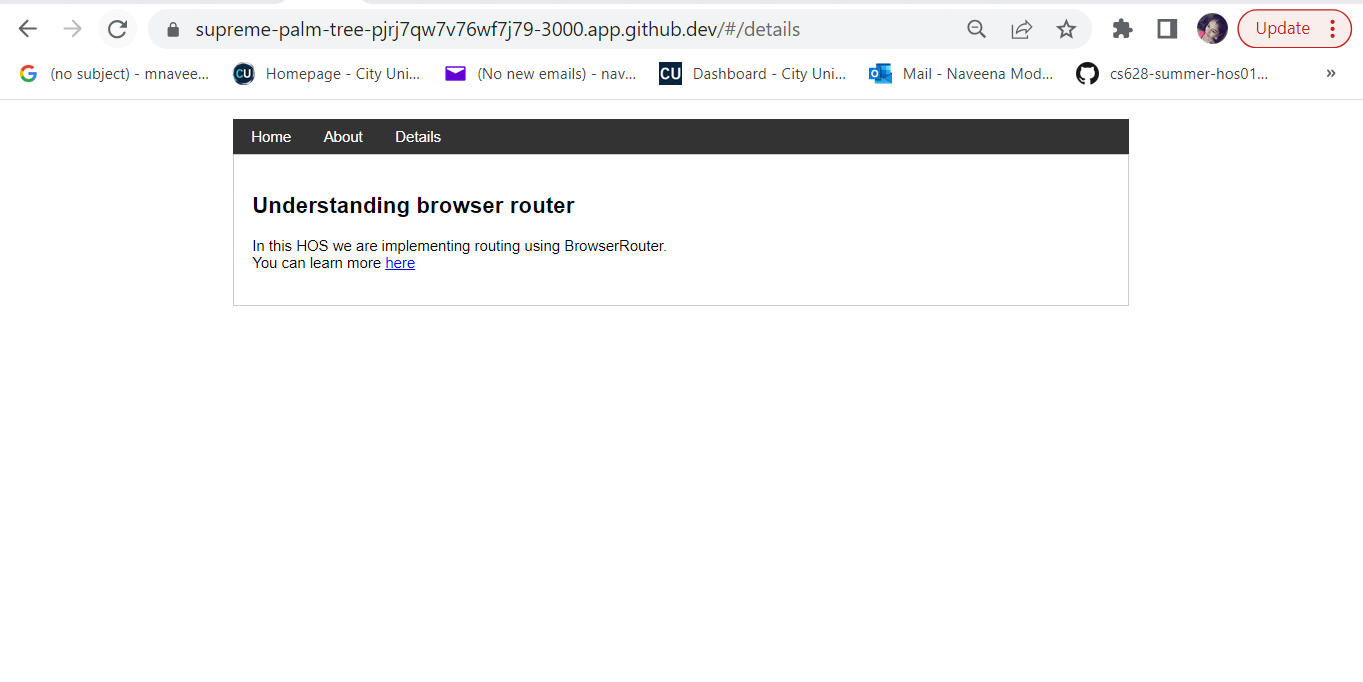 supreme-palm-tree-pjrj7qw7v76wf7j79-3000.app.github.dev/#/details
Update
(no subject) - mnavee...
CU Homepage - City Uni...
(No new emails) - nav...
CU Dashboard - City Uni...
Mail - Naveena Mod...
cs628-summer-hos01...
»
Home About Details
Understanding browser router
In this HOS we are implementing routing using BrowserRouter.
You can learn more here